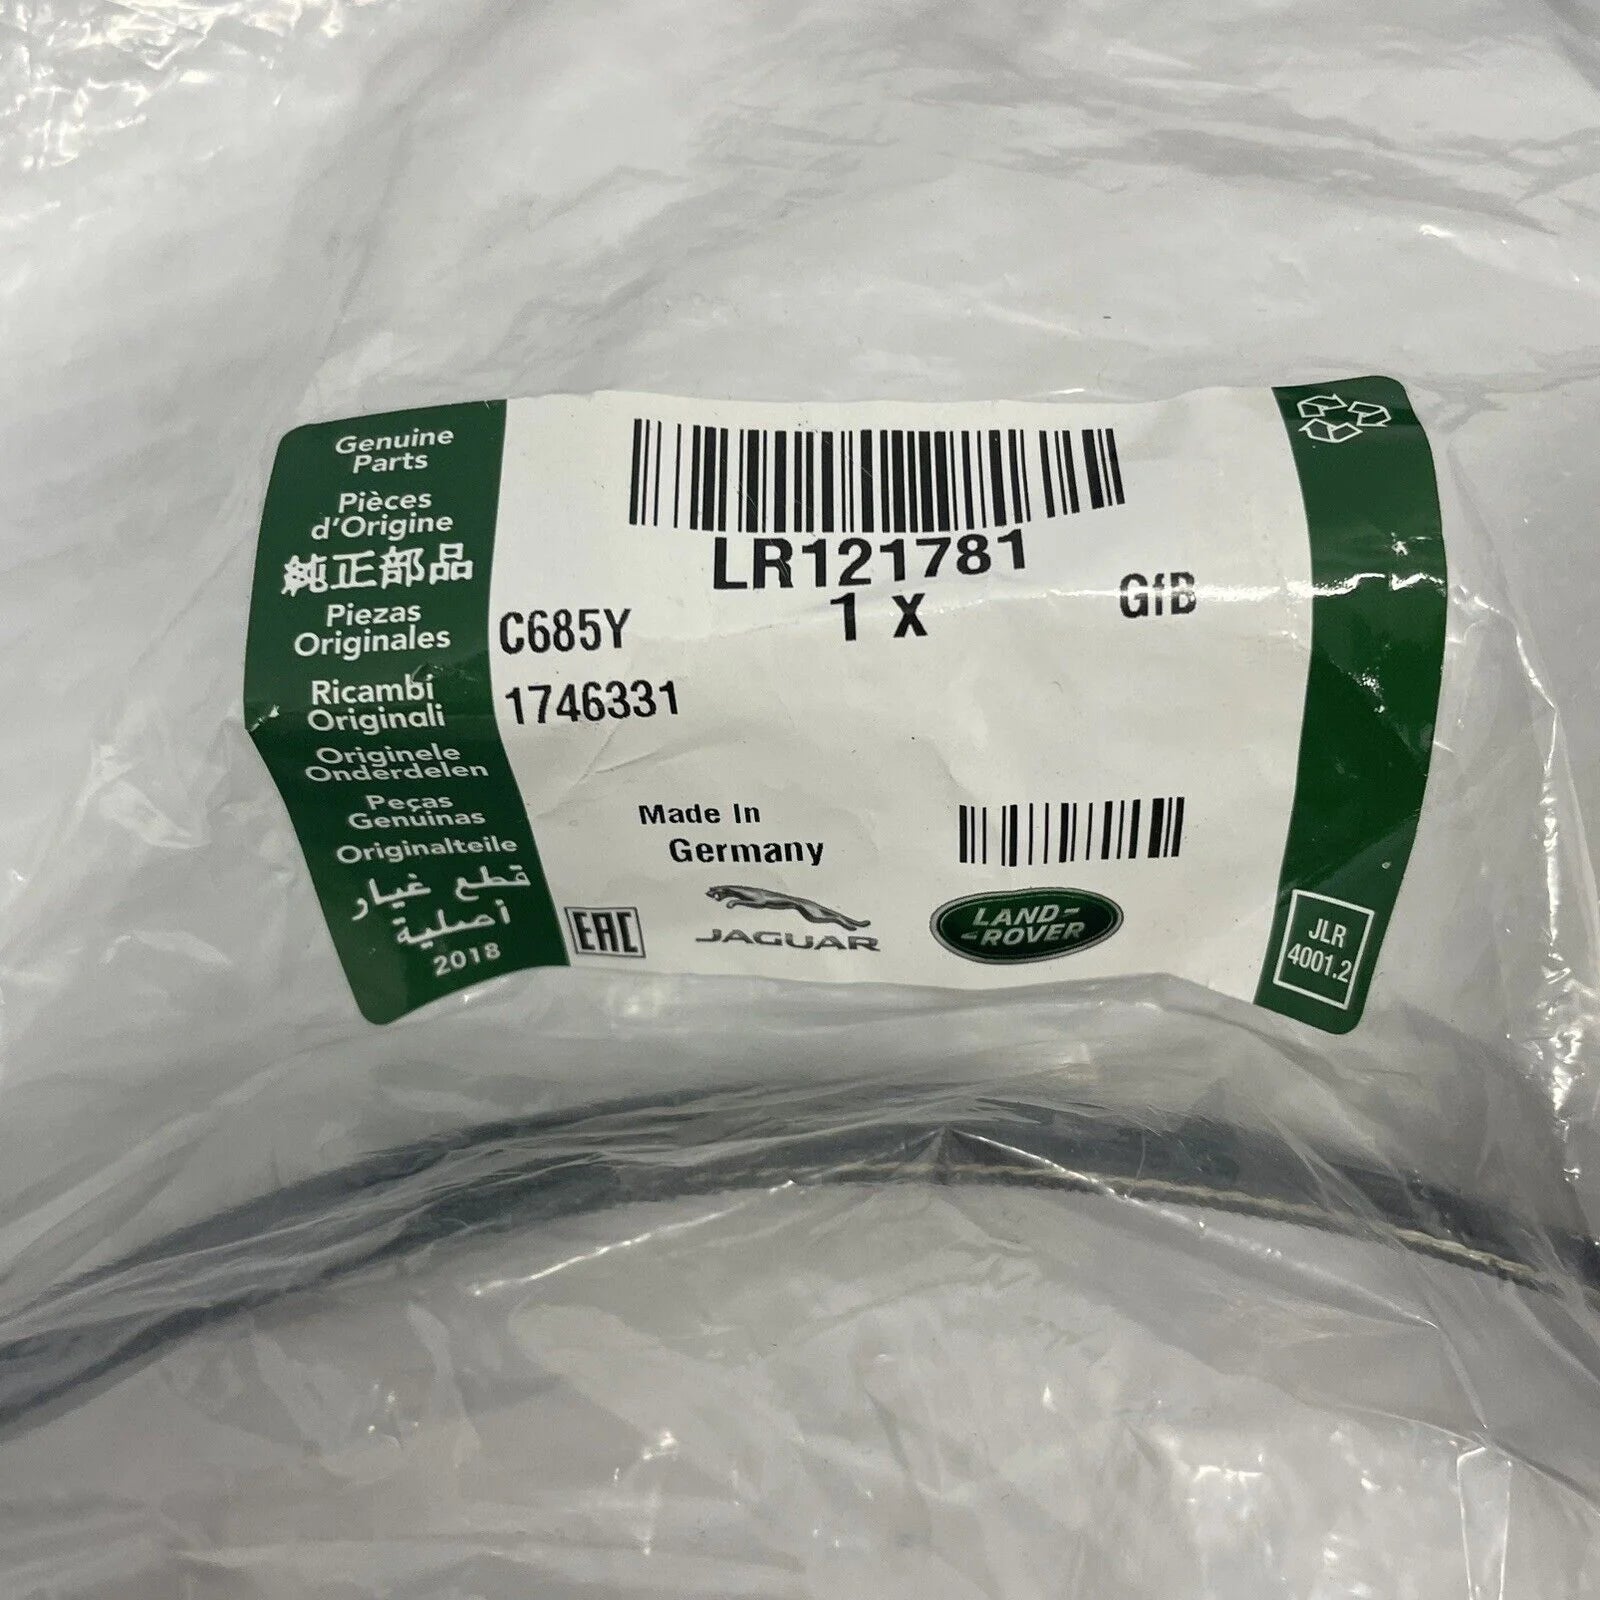 Genuine
Parts
Pièces
d'Origine
純正部品
Piezas
Originales
Ricambi
Originali
Originele
Onderdelen
Peças
Genuinas
Originalteile
قطع غيار
أصلية
2018
LR121781
1 X
GfB
C685Y
1746331
Made In
Germany
EAC
JAGUAR
LAND-
-ROVER
JLR
4001.2